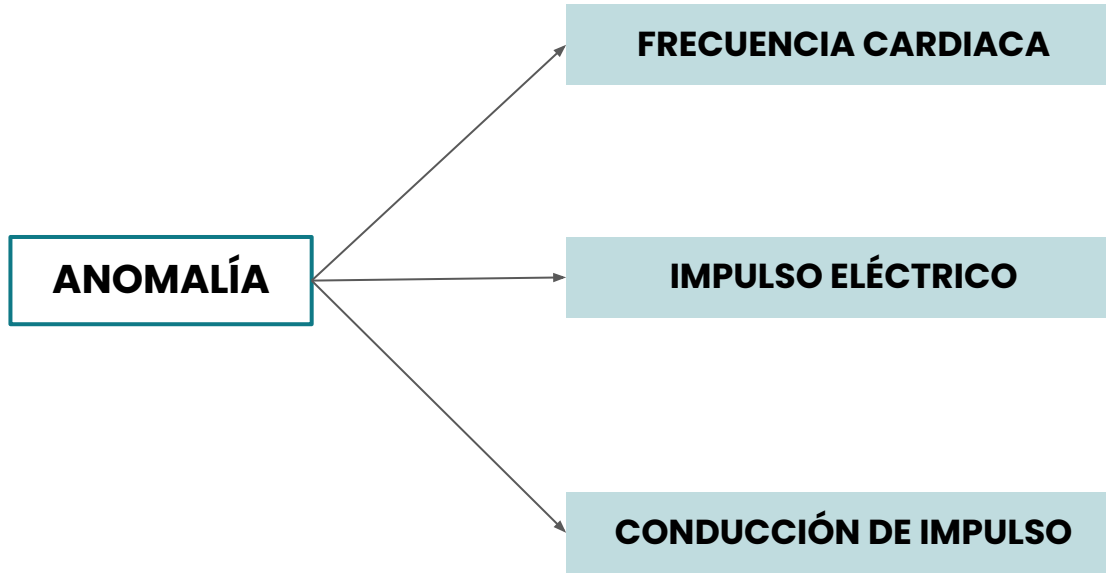 FRECUENCIA CARDIACA
ANOMALÍA
IMPULSO ELÉCTRICO
CONDUCCIÓN DE IMPULSO